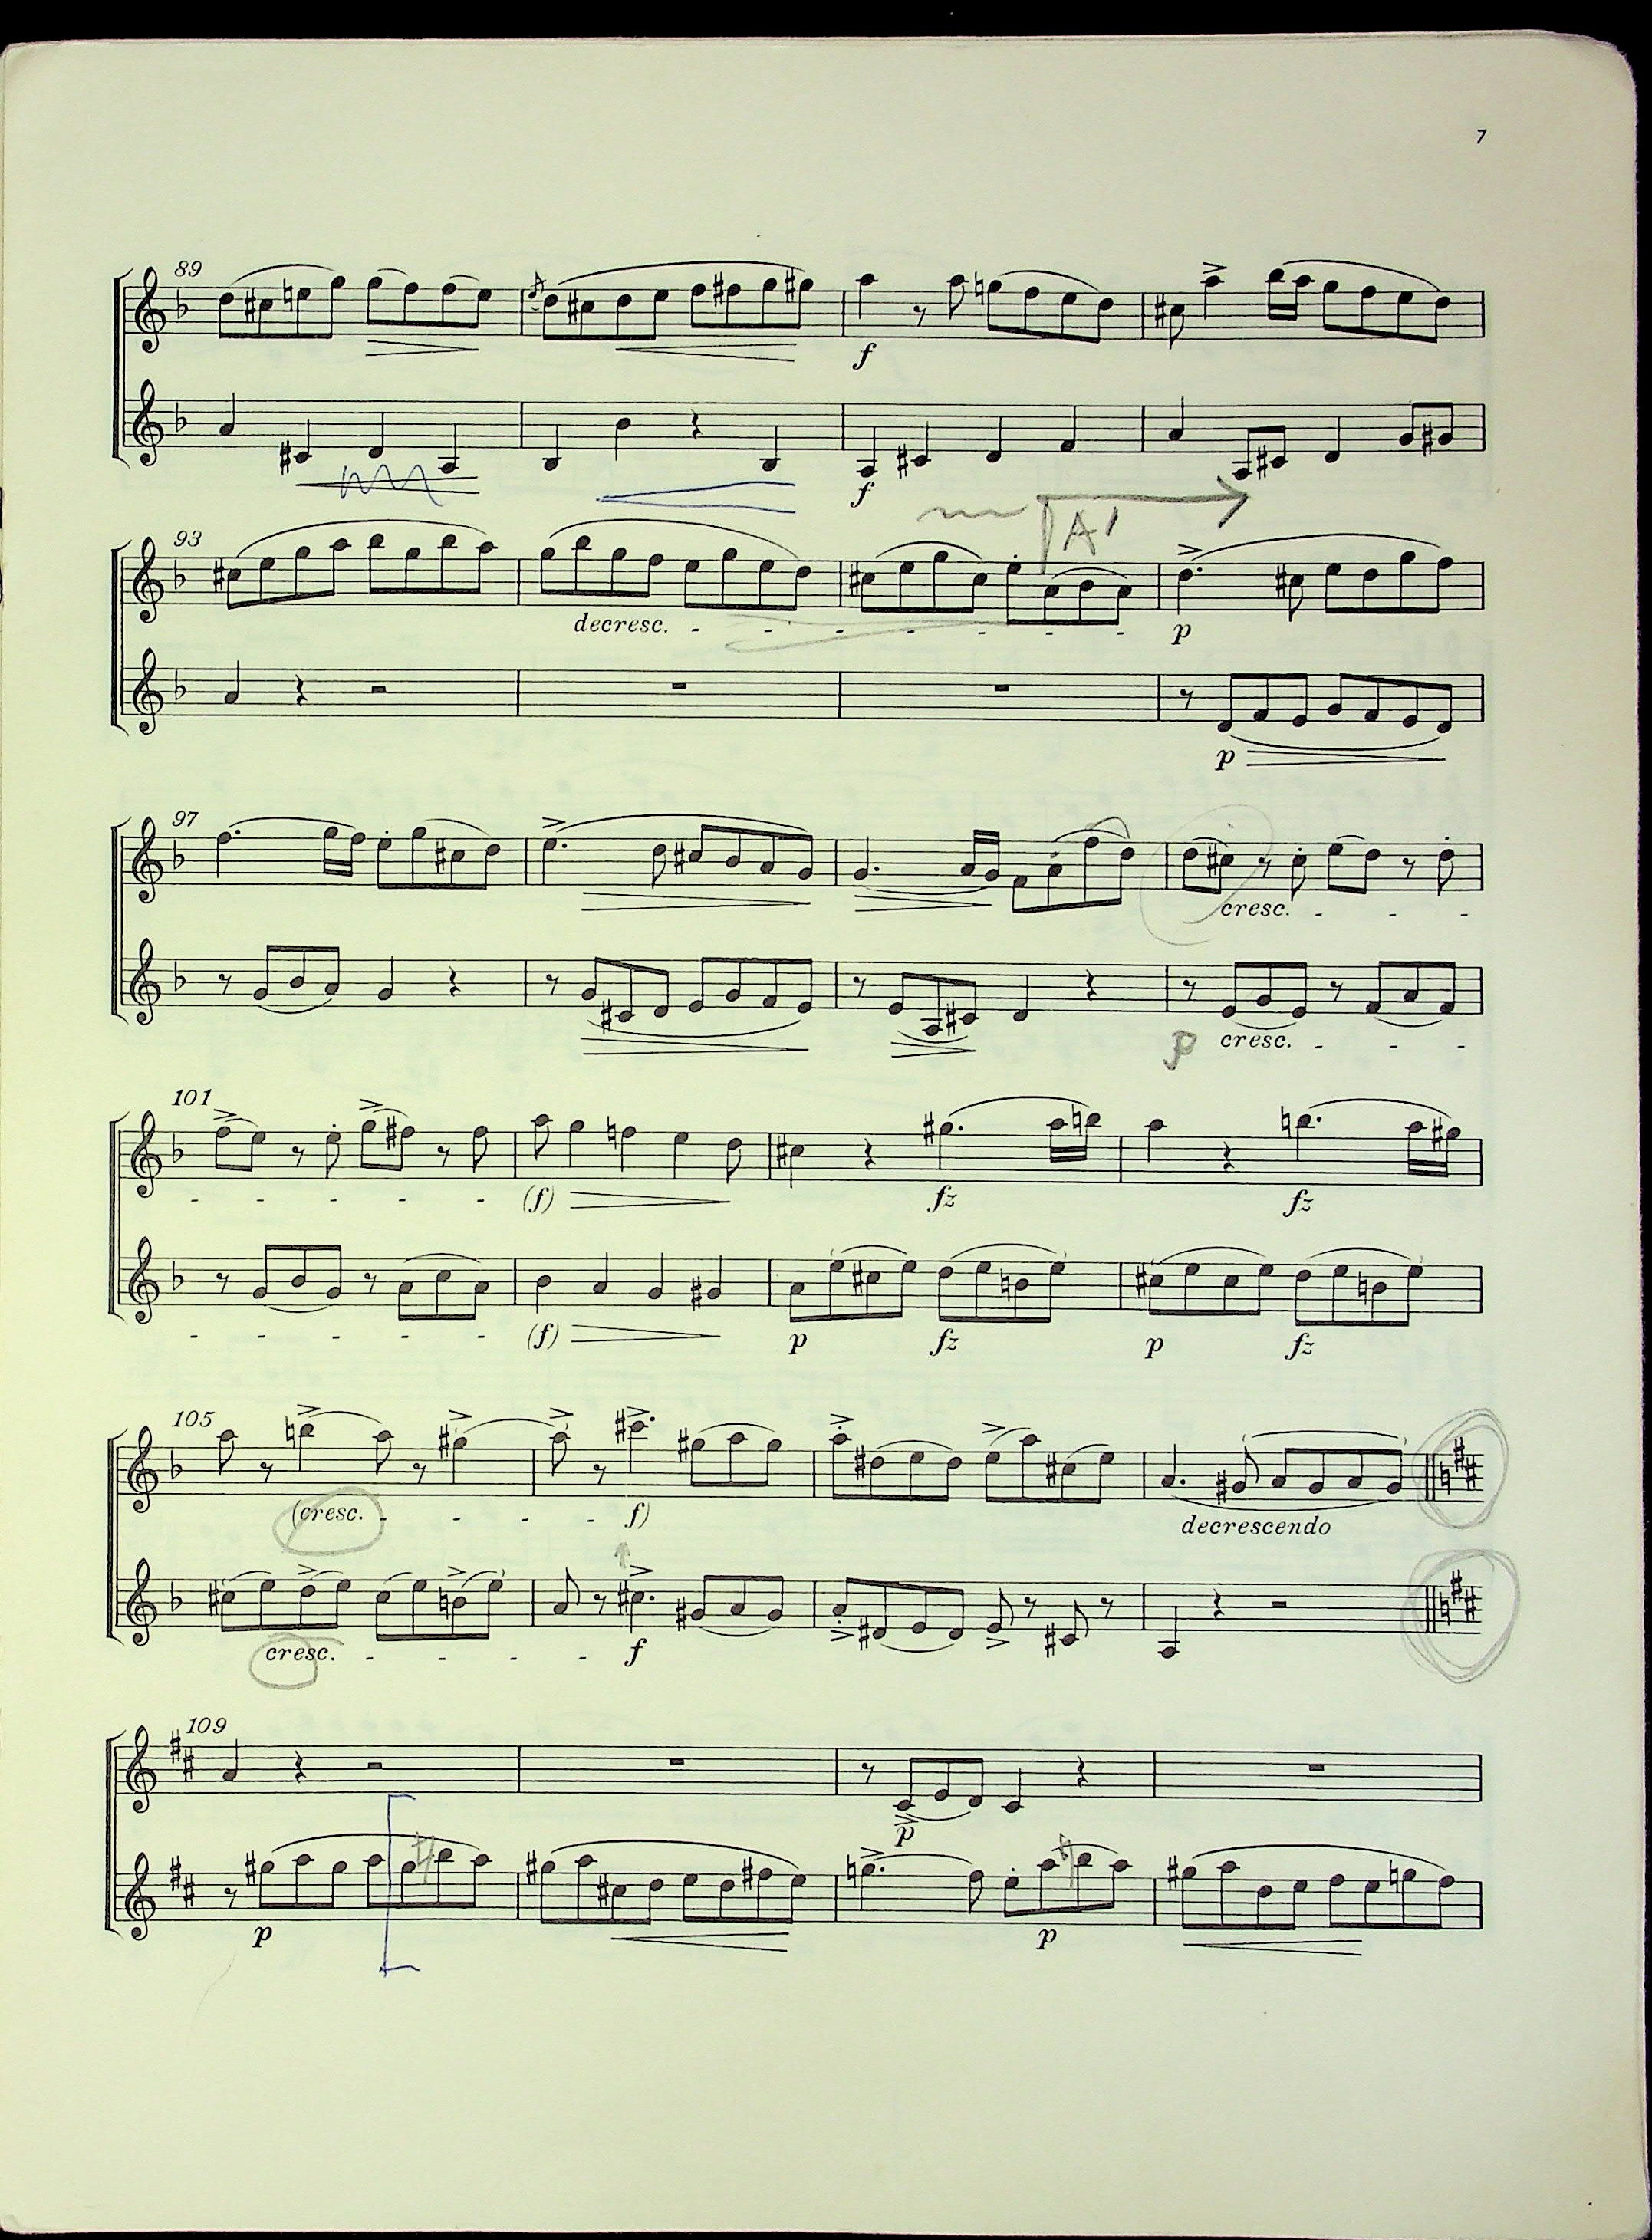 7
89
f
f
A'
93
decresc. - - - - - - -
p
p
97
cresc. - - -
p cresc. - - -
101
- - - - - (f) fz fz
- - - - - (f) p fz p fz
105
(cresc. - - - - f)
decrescendo
cresc. - - - - f
109
p
p p